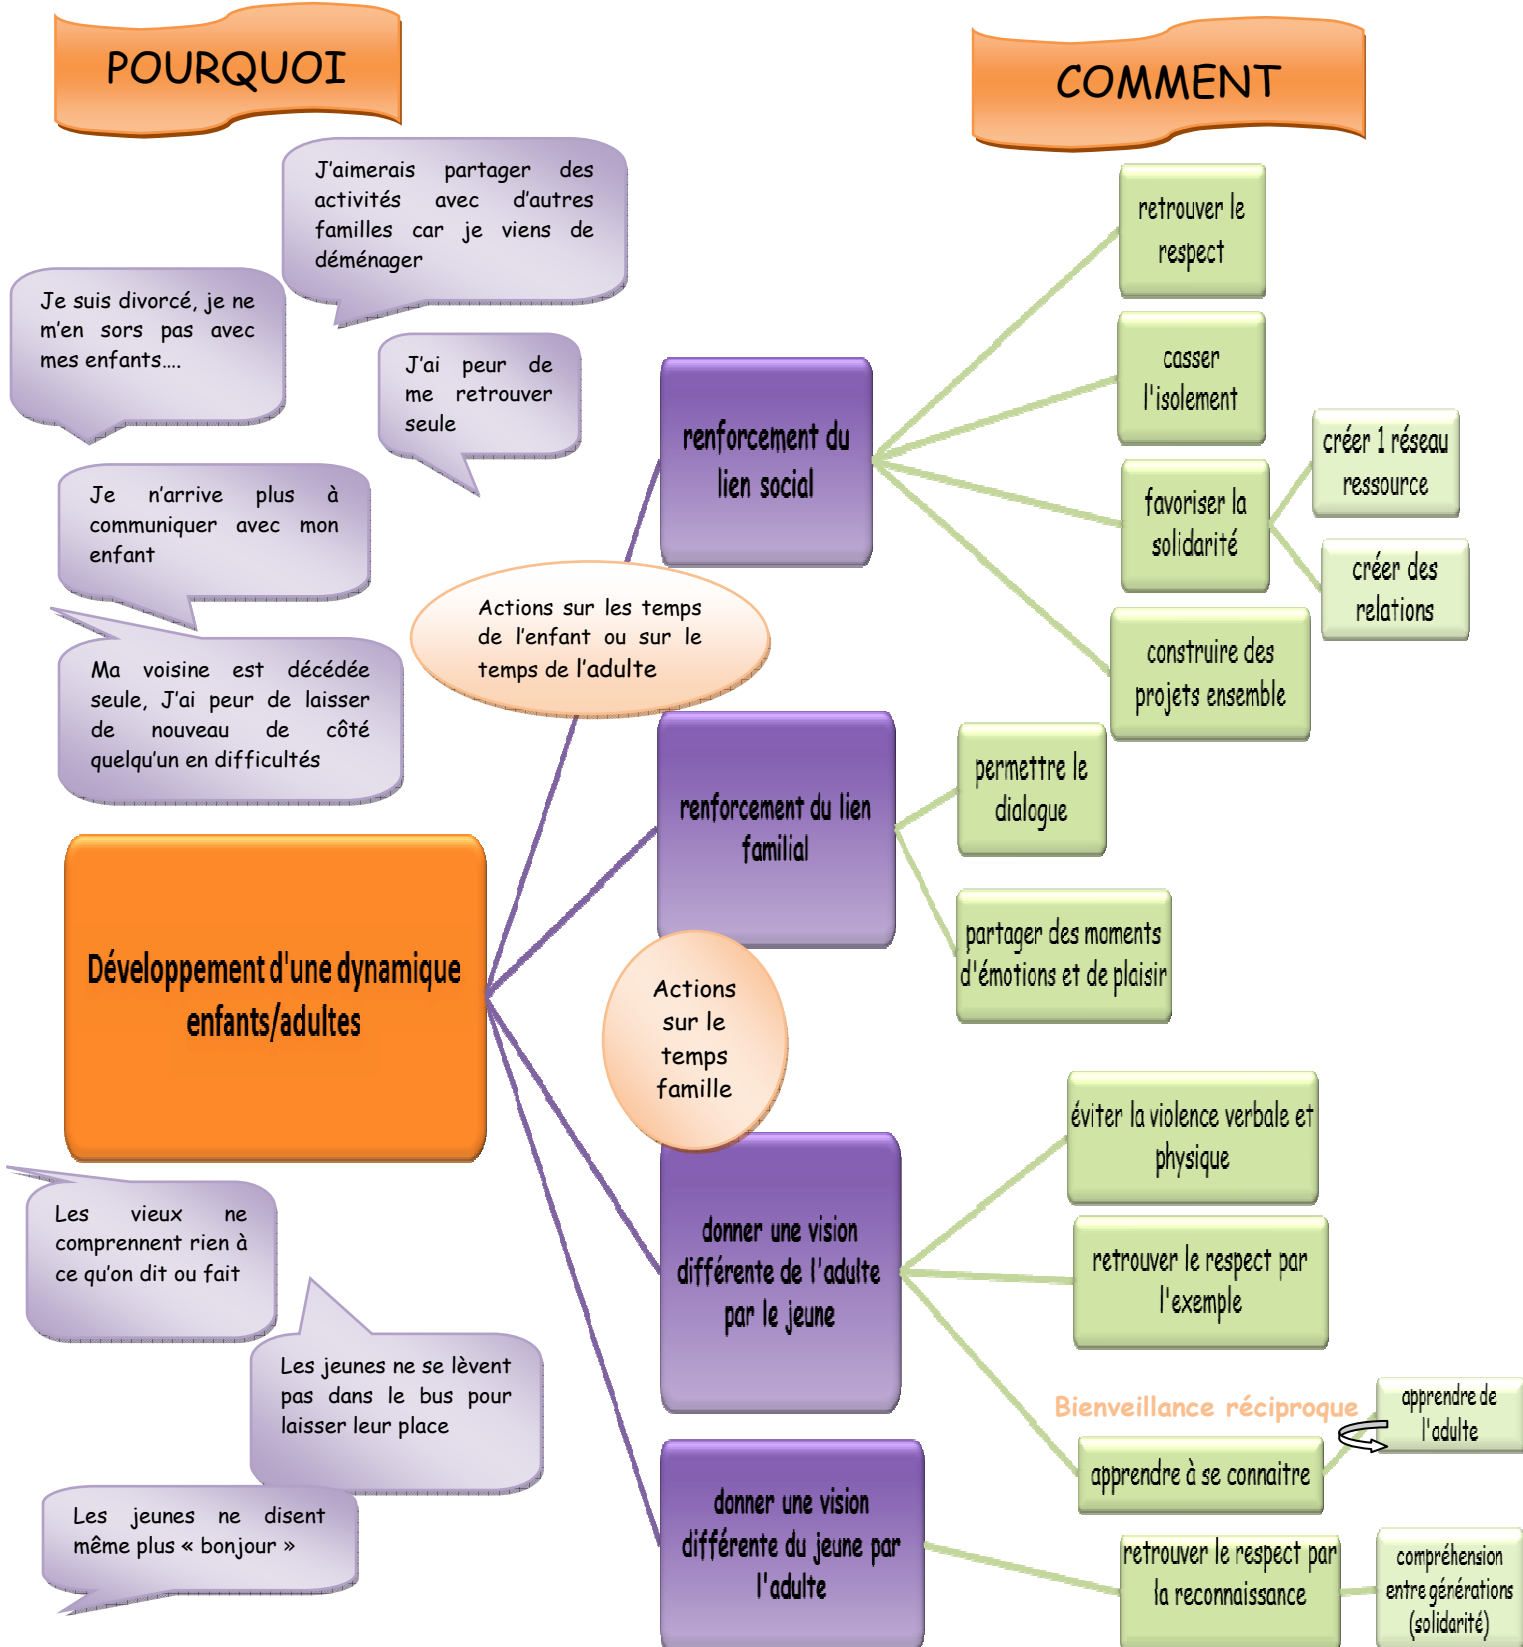 POURQUOI
COMMENT
J'aimerais partager des
activités avec d'autres
familles car je viens de
déménager
Je suis divorcé, je ne
m'en sors pas avec
mes enfants....
J'ai peur de
me retrouver
seule
Je n'arrive plus à
communiquer avec mon
enfant
Ma voisine est décédée
seule, J'ai peur de laisser
de nouveau de côté
quelqu'un en difficultés
Développement d'une dynamique
enfants/adultes
Les vieux ne
comprennent rien à
ce qu'on dit ou fait
Les jeunes ne se lèvent
pas dans le bus pour
laisser leur place
Les jeunes ne disent
même plus « bonjour »
Actions sur les temps
de l'enfant ou sur le
temps de l'adulte
Actions
sur le
temps
famille
renforcement du
lien social
retrouver le
respect
casser
l'isolement
favoriser la
solidarité
créer 1 réseau
ressource
créer des
relations
construire des
projets ensemble
renforcement du lien
familial
permettre le
dialogue
partager des moments
d'émotions et de plaisir
donner une vision
différente de l'adulte
par le jeune
éviter la violence verbale et
physique
retrouver le respect par
l'exemple
Bienveillance réciproque
apprendre à se connaitre
apprendre de
l'adulte
donner une vision
différente du jeune par
l'adulte
retrouver le respect par
la reconnaissance
compréhension
entre générations
(solidarité)